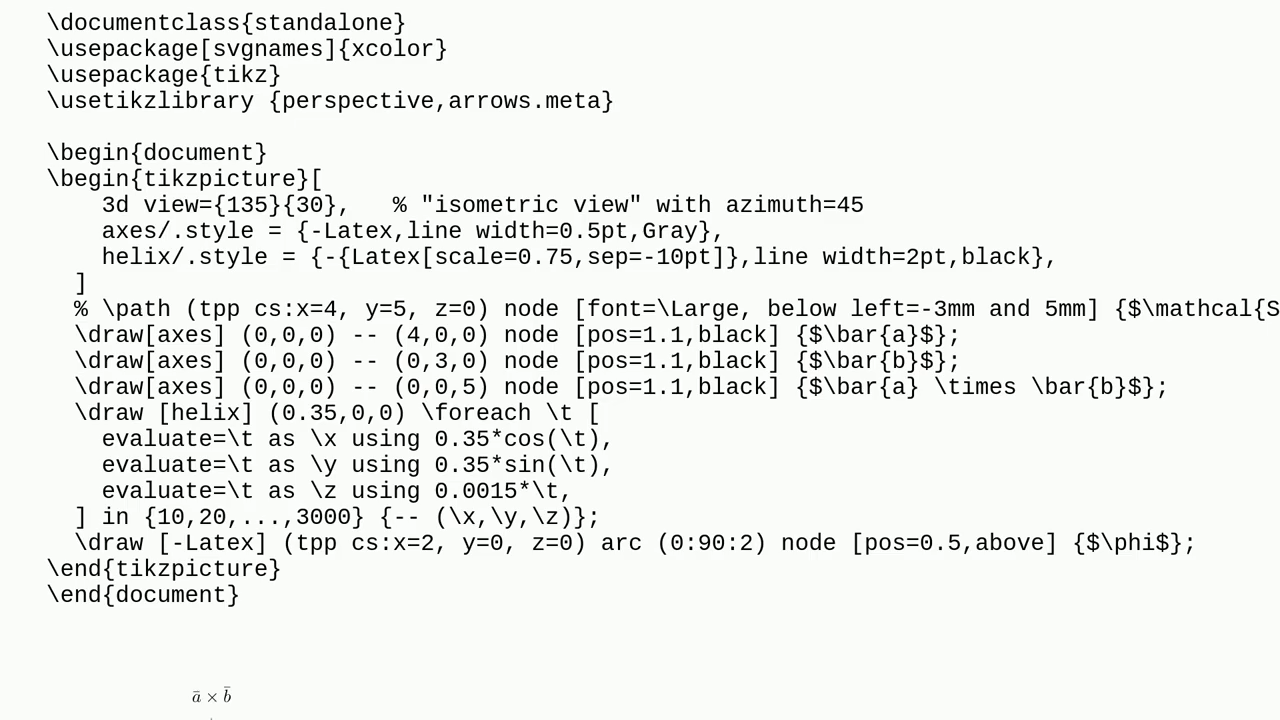 \documentclass{standalone}
\usepackage[svgnames]{xcolor}
\usepackage{tikz}
\usetikzlibrary {perspective,arrows.meta}
\begin{document}
\begin{tikzpicture}[
    3d view={135}{30},   % "isometric view" with azimuth=45
    axes/.style = {-Latex,line width=0.5pt,Gray},
    helix/.style = {-{Latex[scale=0.75,sep=-10pt]},line width=2pt,black},
  ]
  % \path (tpp cs:x=4, y=5, z=0) node [font=\Large, below left=-3mm and 5mm] {$\mathcal{S
  \draw[axes] (0,0,0) -- (4,0,0) node [pos=1.1,black] {$\bar{a}$};
  \draw[axes] (0,0,0) -- (0,3,0) node [pos=1.1,black] {$\bar{b}$};
  \draw[axes] (0,0,0) -- (0,0,5) node [pos=1.1,black] {$\bar{a} \times \bar{b}$};
  \draw [helix] (0.35,0,0) \foreach \t [
    evaluate=\t as \x using 0.35*cos(\t),
    evaluate=\t as \y using 0.35*sin(\t),
    evaluate=\t as \z using 0.0015*\t,
  ] in {10,20,...,3000} {-- (\x,\y,\z)};
  \draw [-Latex] (tpp cs:x=2, y=0, z=0) arc (0:90:2) node [pos=0.5,above] {$\phi$};
\end{tikzpicture}
\end{document}
ā × b̄